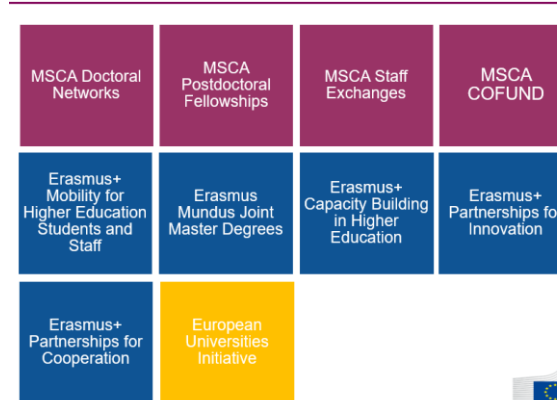 MSCA Doctoral
Networks
MSCA
Postdoctoral
Fellowships
MSCA Staff
Exchanges
MSCA
COFUND
Erasmus+
Mobility for
Higher Education
Students and
Staff
Erasmus
Mundus Joint
Master Degrees
Erasmus+
Capacity Building
in Higher
Education
Erasmus+
Partnerships fo
Innovation
Erasmus+
Partnerships for
Cooperation
European
Universities
Initiative